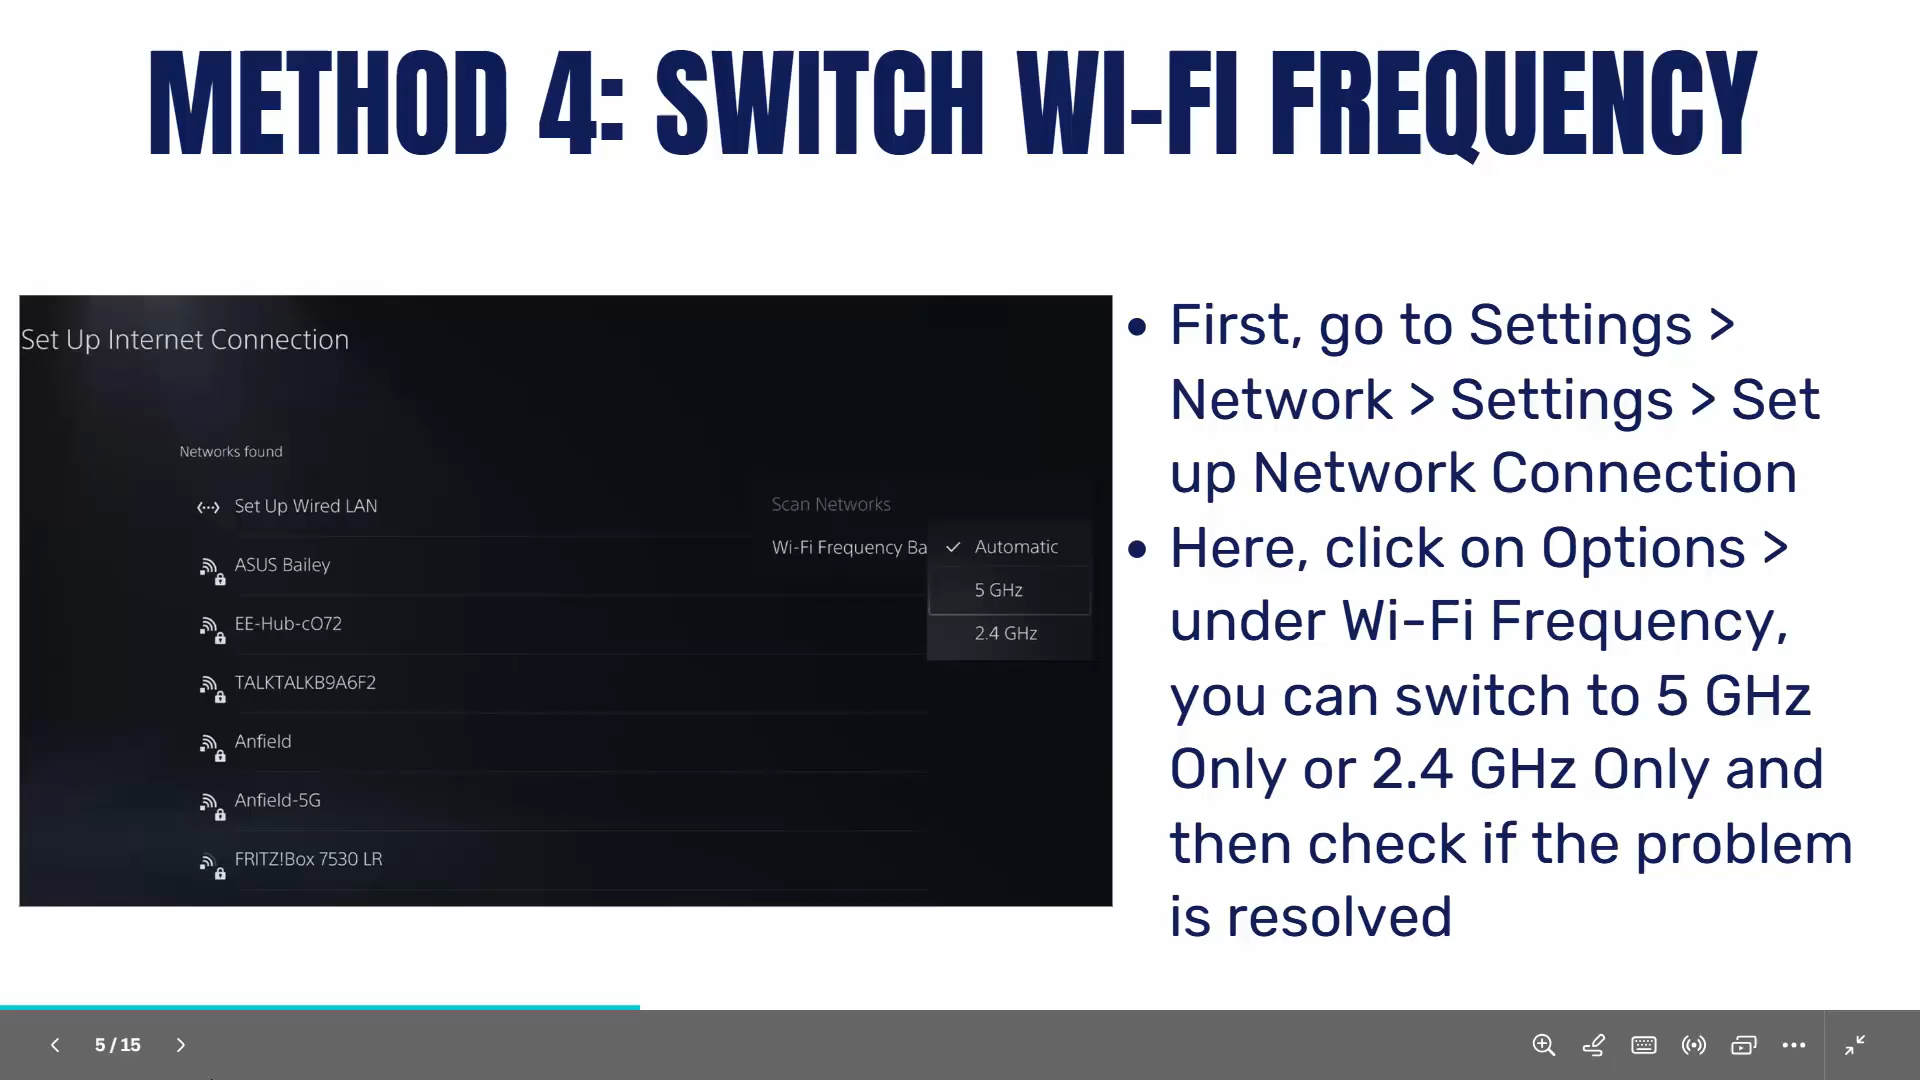 METHOD 4: SWITCH WI-FI FREQUENCY
Set Up Internet Connection
Networks found
Set Up Wired LAN
ASUS Bailey
EE-Hub-cO72
TALKTALKB9A6F2
Anfield
Anfield-5G
FRITZ!Box 7530 LR
Scan Networks
Wi-Fi Frequency Ba
Automatic
5 GHz
2.4 GHz
• First, go to Settings >
Network > Settings > Set
up Network Connection
• Here, click on Options >
under Wi-Fi Frequency,
you can switch to 5 GHz
Only or 2.4 GHz Only and
then check if the problem
is resolved
5 / 15